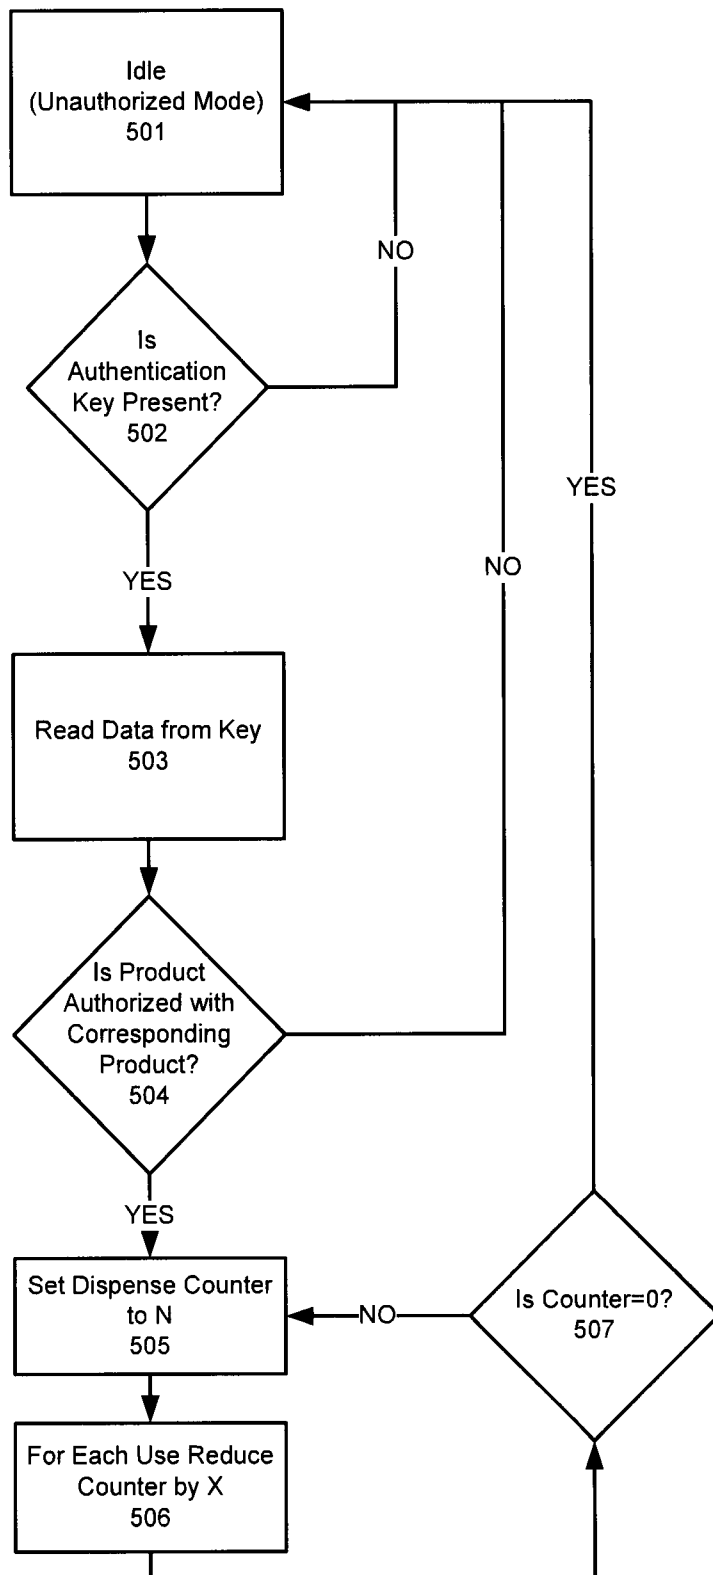 Idle
(Unauthorized Mode)
501
NO
Is
Authentication
Key Present?
502
YES
YES
NO
Read Data from Key
503
Is Product
Authorized with
Corresponding
Product?
504
YES
Set Dispense Counter
to N
505
NO
Is Counter=0?
507
For Each Use Reduce
Counter by X
506